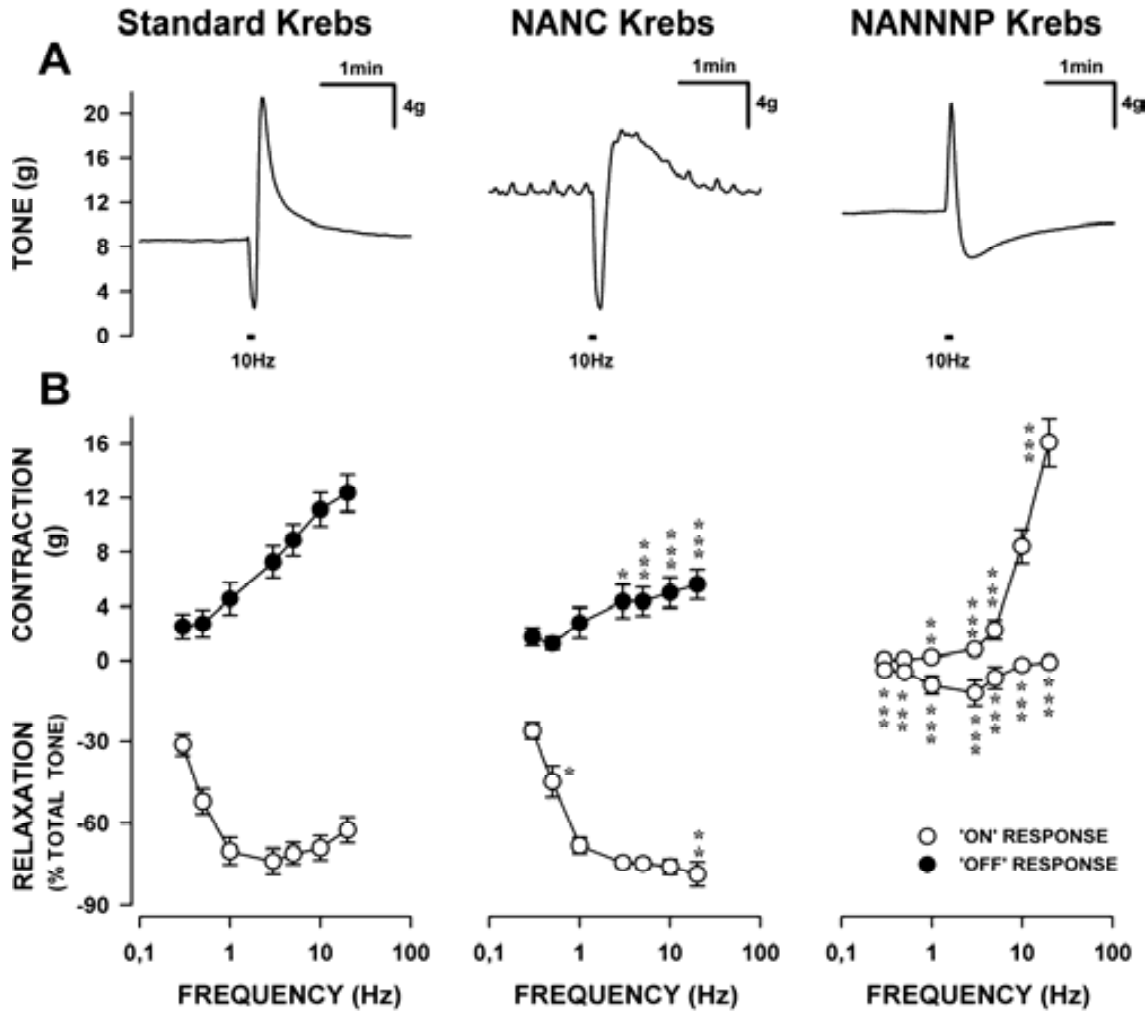 Standard Krebs
NANC Krebs
NANNNP Krebs
A
1min
4g
1min
4g
1min
4g
TONE (g)
20
16
12
8
4
0
10Hz
10Hz
10Hz
B
CONTRACTION
(g)
16
12
8
4
0
RELAXATION
(% TOTAL TONE)
-30
-60
-90
*
***
***
***
*
**
**
***
***
***
***
***
***
***
***
***
***
'ON' RESPONSE
'OFF' RESPONSE
0,1 1 10 100
0,1 1 10 100
0,1 1 10 100
FREQUENCY (Hz)
FREQUENCY (Hz)
FREQUENCY (Hz)